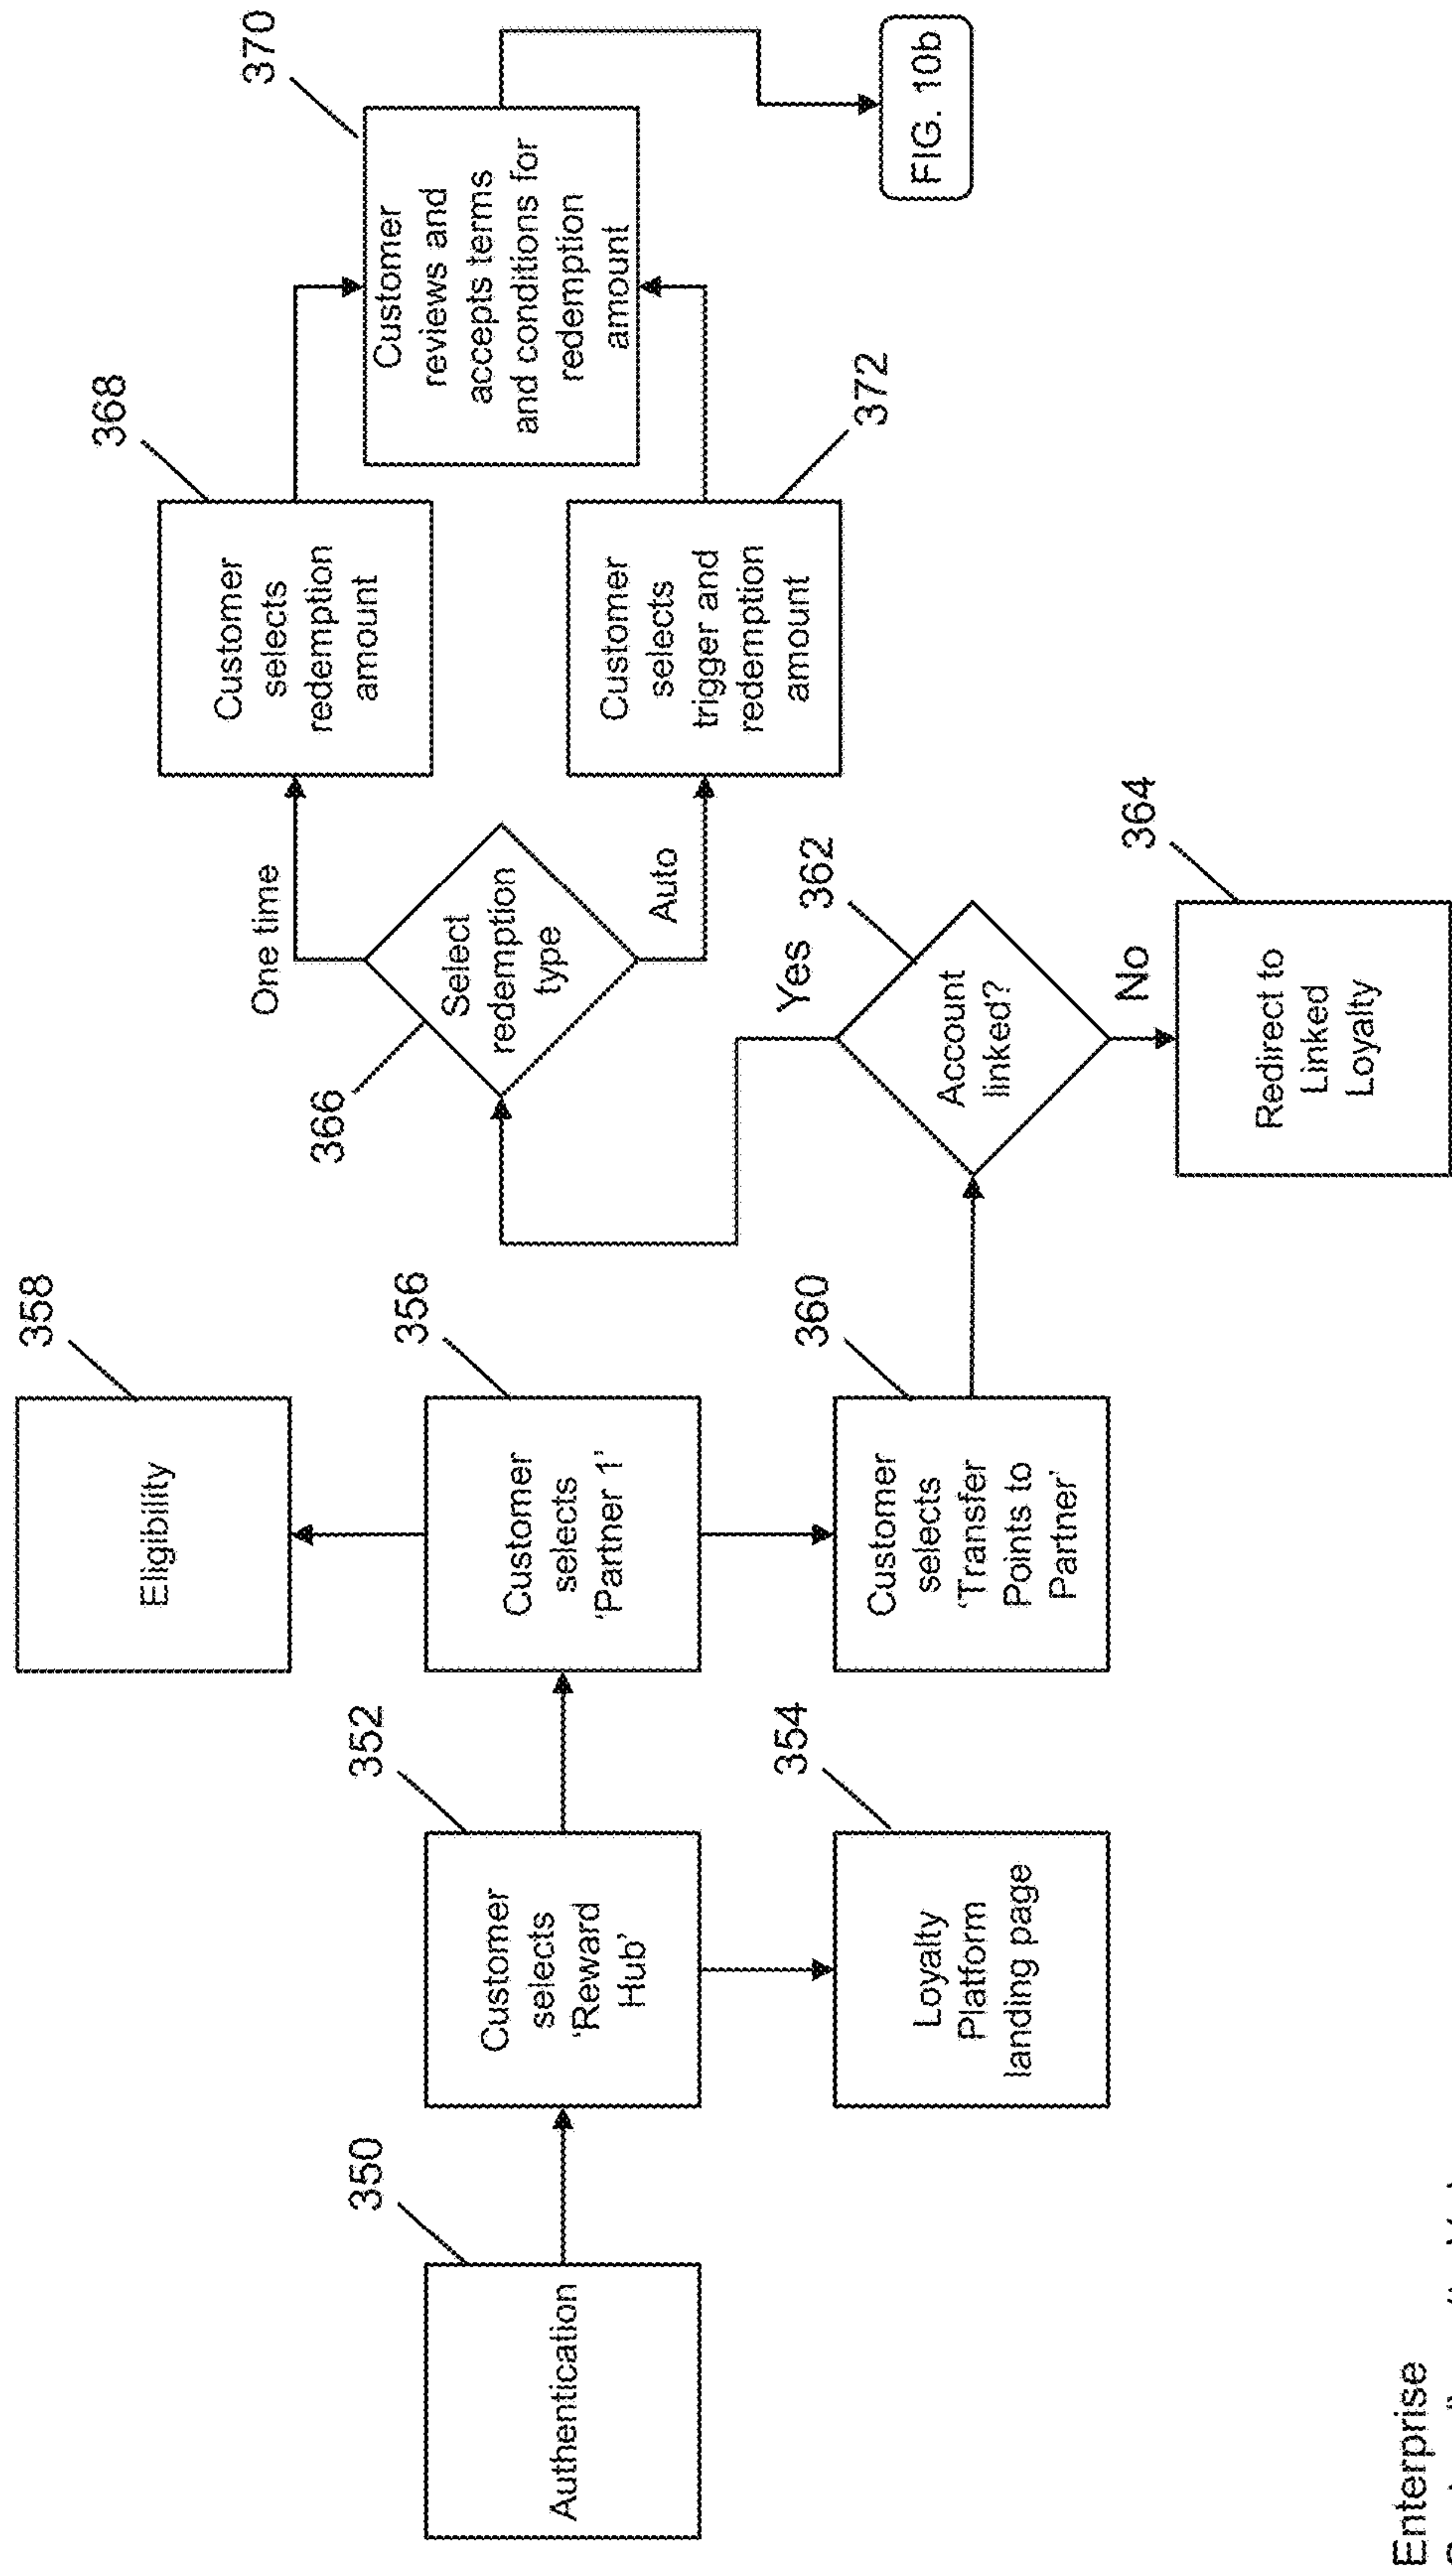 350
Authentication
352
Customer
selects
‘Reward
Hub’
354
Loyalty
Platform
landing page
356
Customer
selects
‘Partner 1’
358
Eligibility
360
Customer
selects
‘Transfer
Points to
Partner’
362
Account
linked?
Yes
No
364
Redirect to
Linked
Loyalty
366
Select
redemption
type
One time
Auto
368
Customer
selects
redemption
amount
372
Customer
selects
trigger and
redemption
amount
370
Customer
reviews and
accepts terms
and conditions for
redemption
amount
FIG. 10b
Enterprise